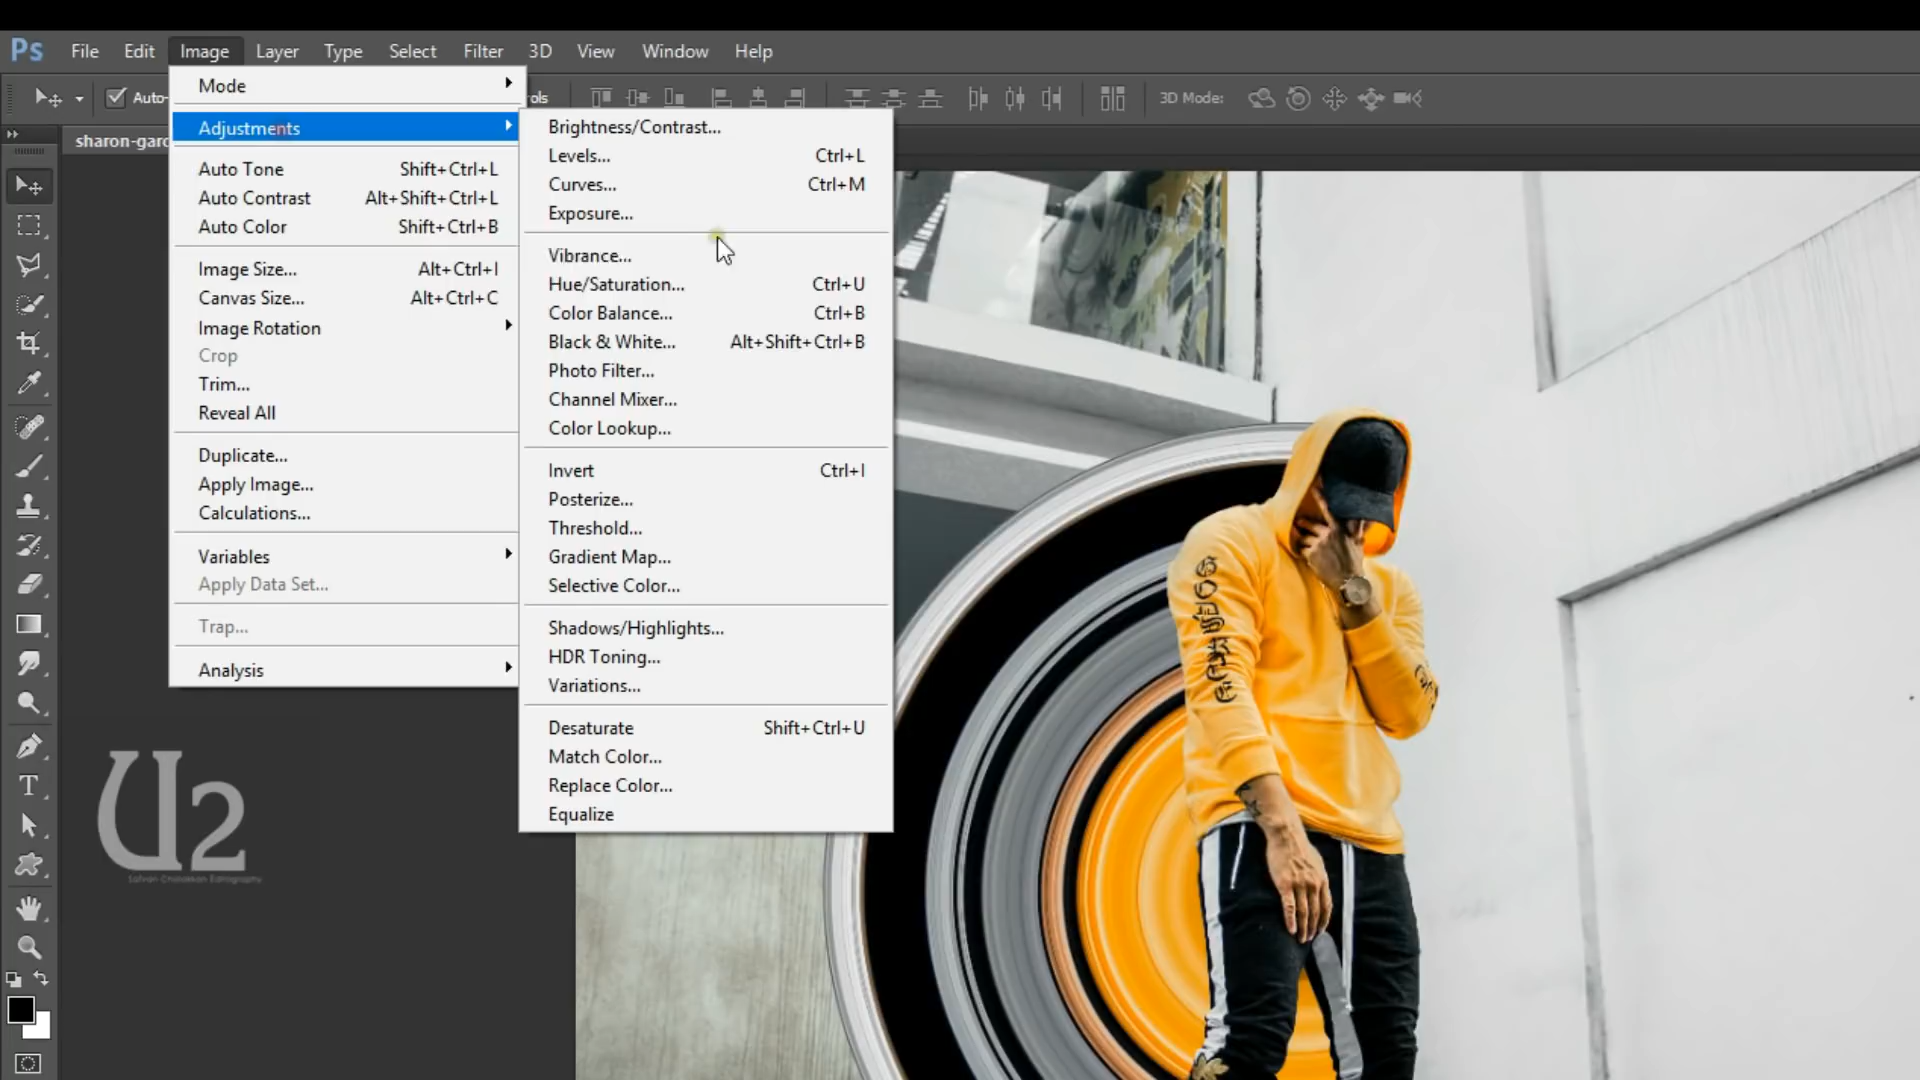 Ps File Edit Image Layer Type Select Filter 3D View Window Help
Auto- ols 3D Mode:
sharon-garc
Mode
Adjustments
Auto Tone Shift+Ctrl+L
Auto Contrast Alt+Shift+Ctrl+L
Auto Color Shift+Ctrl+B
Image Size... Alt+Ctrl+I
Canvas Size... Alt+Ctrl+C
Image Rotation
Crop
Trim...
Reveal All
Duplicate...
Apply Image...
Calculations...
Variables
Apply Data Set...
Trap...
Analysis
Brightness/Contrast...
Levels... Ctrl+L
Curves... Ctrl+M
Exposure...
Vibrance...
Hue/Saturation... Ctrl+U
Color Balance... Ctrl+B
Black & White... Alt+Shift+Ctrl+B
Photo Filter...
Channel Mixer...
Color Lookup...
Invert Ctrl+I
Posterize...
Threshold...
Gradient Map...
Selective Color...
Shadows/Highlights...
HDR Toning...
Variations...
Desaturate Shift+Ctrl+U
Match Color...
Replace Color...
Equalize
U2